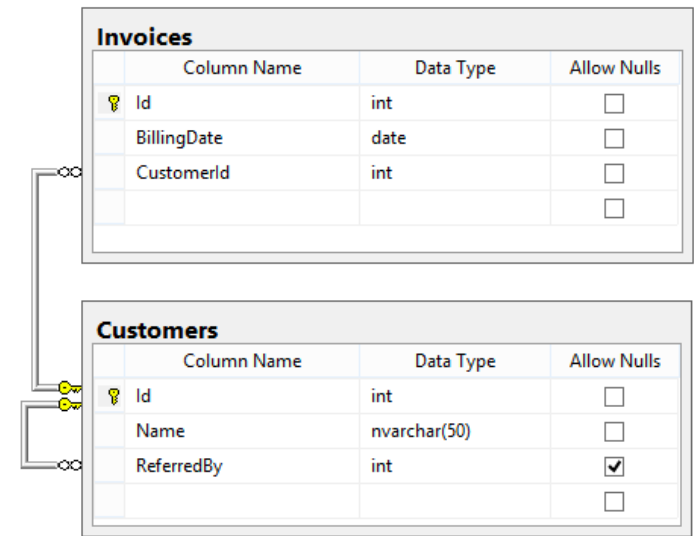 Invoices
Column Name Data Type Allow Nulls
Id int
BillingDate date
CustomerId int
Customers
Column Name Data Type Allow Nulls
Id int
Name nvarchar(50)
ReferredBy int